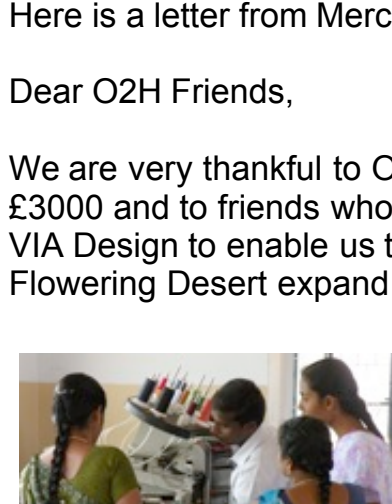 Here is a letter from Merc
Dear O2H Friends,
We are very thankful to
£3000 and to friends who
VIA Design to enable us
Flowering Desert expand